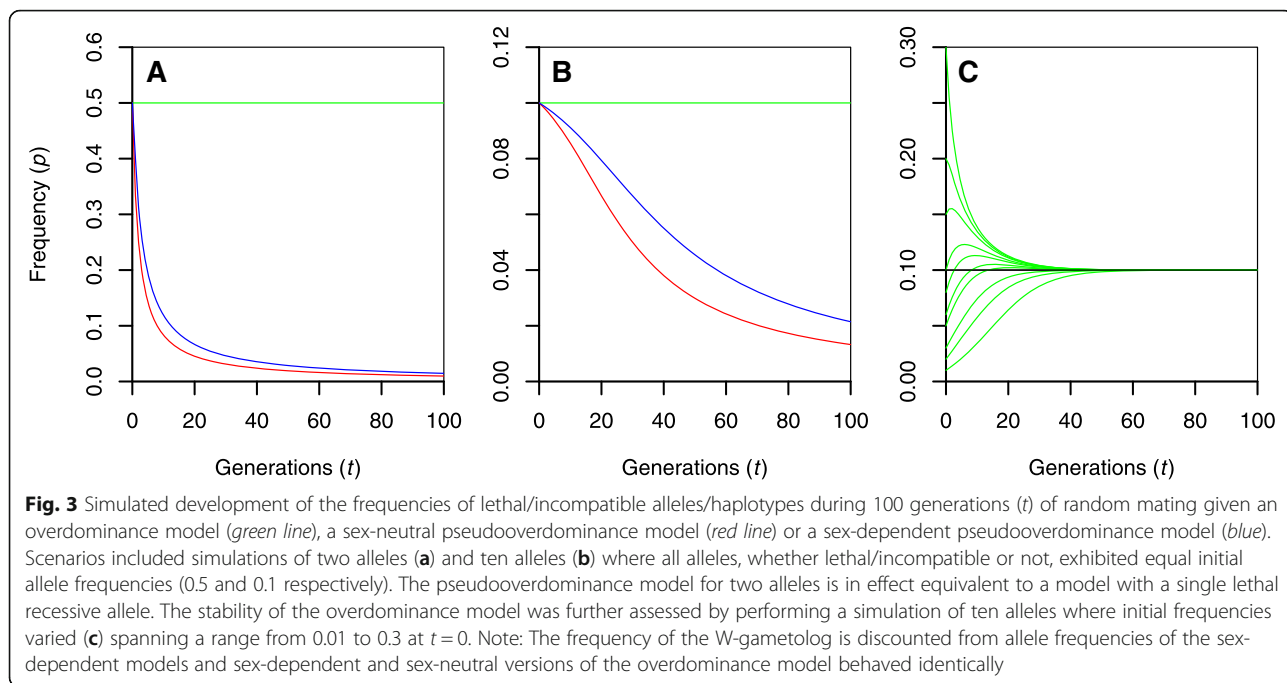 A
B
C
0.6
0.5
0.4
0.3
0.2
0.1
0.0
Frequency (p)
0 20 40 60 80 100
Generations (t)
0.12
0.08
0.04
0.00
0 20 40 60 80 100
Generations (t)
0.30
0.20
0.10
0.00
0 20 40 60 80 100
Generations (t)
Fig. 3 Simulated development of the frequencies of lethal/incompatible alleles/haplotypes during 100 generations (t) of random mating given an
overdominance model (green line), a sex-neutral pseudooverdominance model (red line) or a sex-dependent pseudooverdominance model (blue).
Scenarios included simulations of two alleles (a) and ten alleles (b) where all alleles, whether lethal/incompatible or not, exhibited equal initial
allele frequencies (0.5 and 0.1 respectively). The pseudooverdominance model for two alleles is in effect equivalent to a model with a single lethal
recessive allele. The stability of the overdominance model was further assessed by performing a simulation of ten alleles where initial frequencies
varied (c) spanning a range from 0.01 to 0.3 at t = 0. Note: The frequency of the W-gametolog is discounted from allele frequencies of the sex-
dependent models and sex-dependent and sex-neutral versions of the overdominance model behaved identically